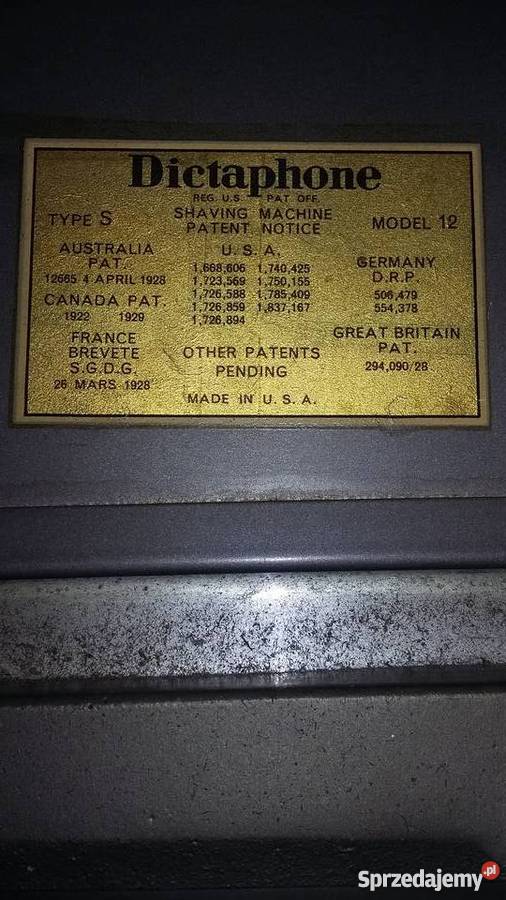 Dictaphone
REG. U.S. PAT. OFF.
TYPE S SHAVING MACHINE MODEL 12
PATENT NOTICE
AUSTRALIA
PAT.
12665 4 APRIL 1928
CANADA PAT.
1922 1929
FRANCE
BREVETE
S.G.D.G.
26 MARS 1928
U. S. A.
1,668,606 1,740,425
1,723,569 1,750,155
1,726,588 1,785,409
1,726,859 1,837,167
1,726,894
OTHER PATENTS
PENDING
MADE IN U. S. A.
GERMANY
D.R.P.
506,479
554,378
GREAT BRITAIN
PAT.
294,090/28
Sprzedajemy.pl